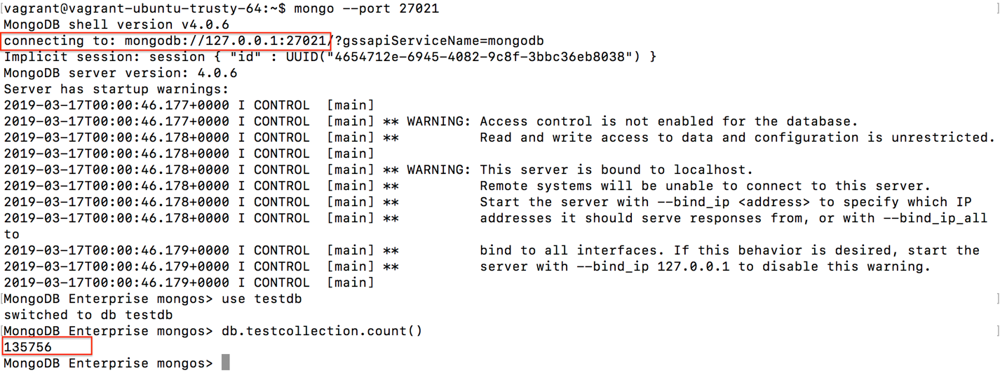 [vagrant@vagrant-ubuntu-trusty-64:~$ mongo --port 27021 ]
MongoDB shell version v4.0.6
connecting to: mongodb://127.0.0.1:27021/?gssapiServiceName=mongodb
Implicit session: session { "id" : UUID("4654712e-6945-4082-9c8f-3bbc36eb8038") }
MongoDB server version: 4.0.6
Server has startup warnings:
2019-03-17T00:00:46.177+0000 I CONTROL  [main]
2019-03-17T00:00:46.177+0000 I CONTROL  [main] ** WARNING: Access control is not enabled for the database.
2019-03-17T00:00:46.178+0000 I CONTROL  [main] **          Read and write access to data and configuration is unrestricted.
2019-03-17T00:00:46.178+0000 I CONTROL  [main]
2019-03-17T00:00:46.178+0000 I CONTROL  [main] ** WARNING: This server is bound to localhost.
2019-03-17T00:00:46.178+0000 I CONTROL  [main] **          Remote systems will be unable to connect to this server.
2019-03-17T00:00:46.178+0000 I CONTROL  [main] **          Start the server with --bind_ip <address> to specify which IP
2019-03-17T00:00:46.178+0000 I CONTROL  [main] **          addresses it should serve responses from, or with --bind_ip_all
to
2019-03-17T00:00:46.179+0000 I CONTROL  [main] **          bind to all interfaces. If this behavior is desired, start the
2019-03-17T00:00:46.179+0000 I CONTROL  [main] **          server with --bind_ip 127.0.0.1 to disable this warning.
2019-03-17T00:00:46.179+0000 I CONTROL  [main]
[MongoDB Enterprise mongos> use testdb ]
switched to db testdb
[MongoDB Enterprise mongos> db.testcollection.count() ]
135756
MongoDB Enterprise mongos>